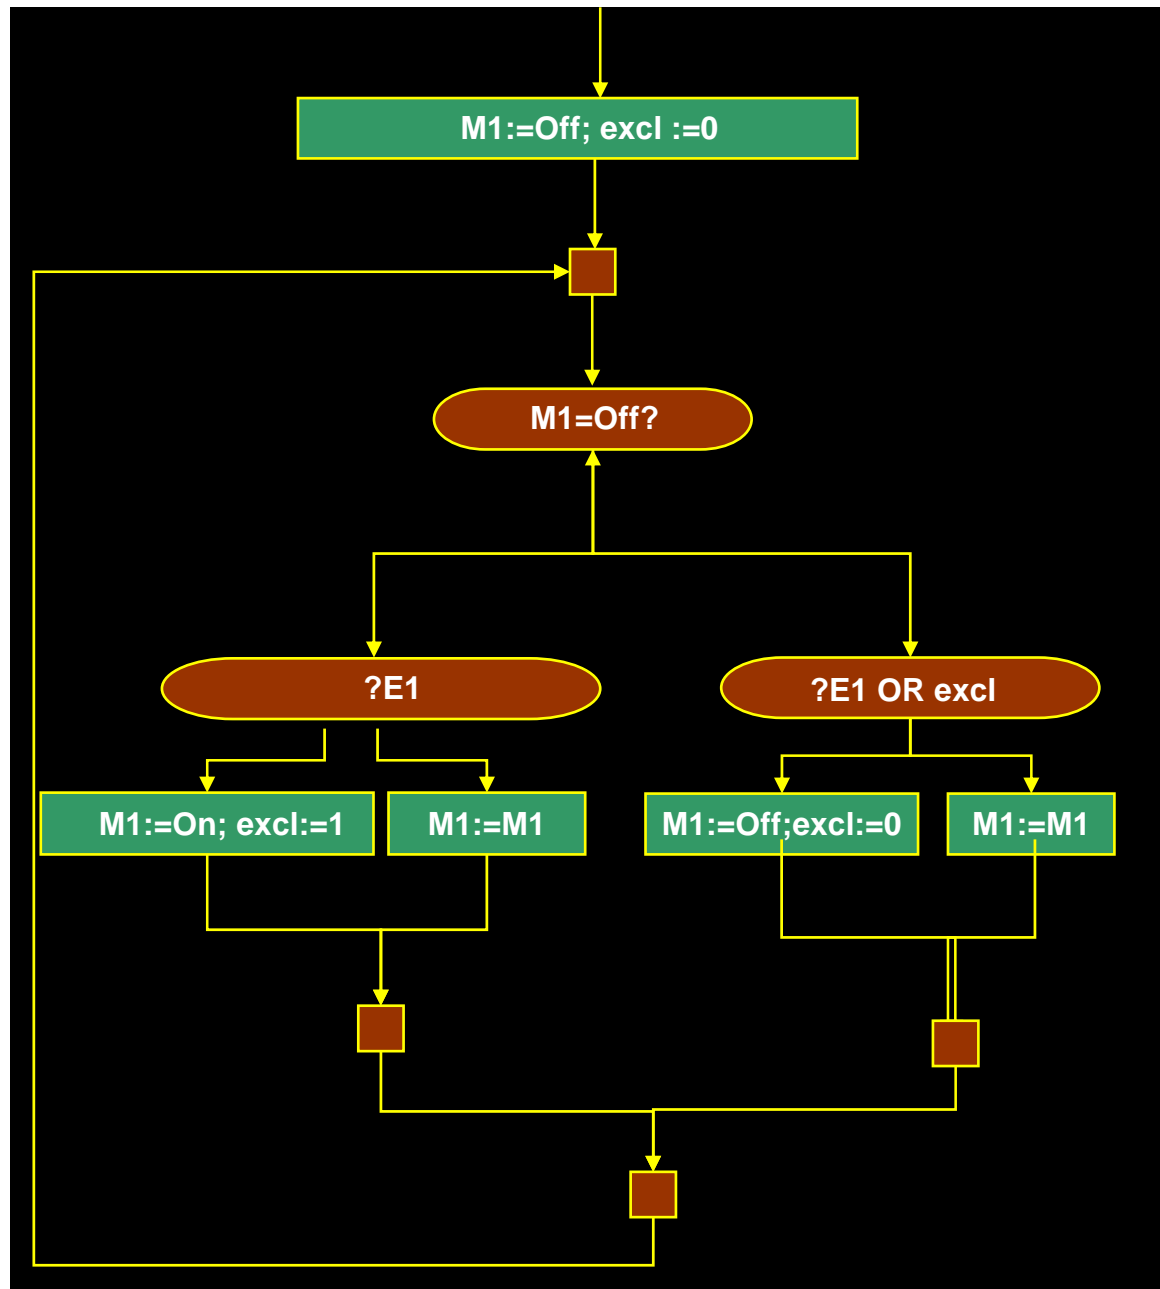 M1:=Off; excl :=0
M1=Off?
?E1
?E1 OR excl
M1:=On; excl:=1
M1:=M1
M1:=Off;excl:=0
M1:=M1